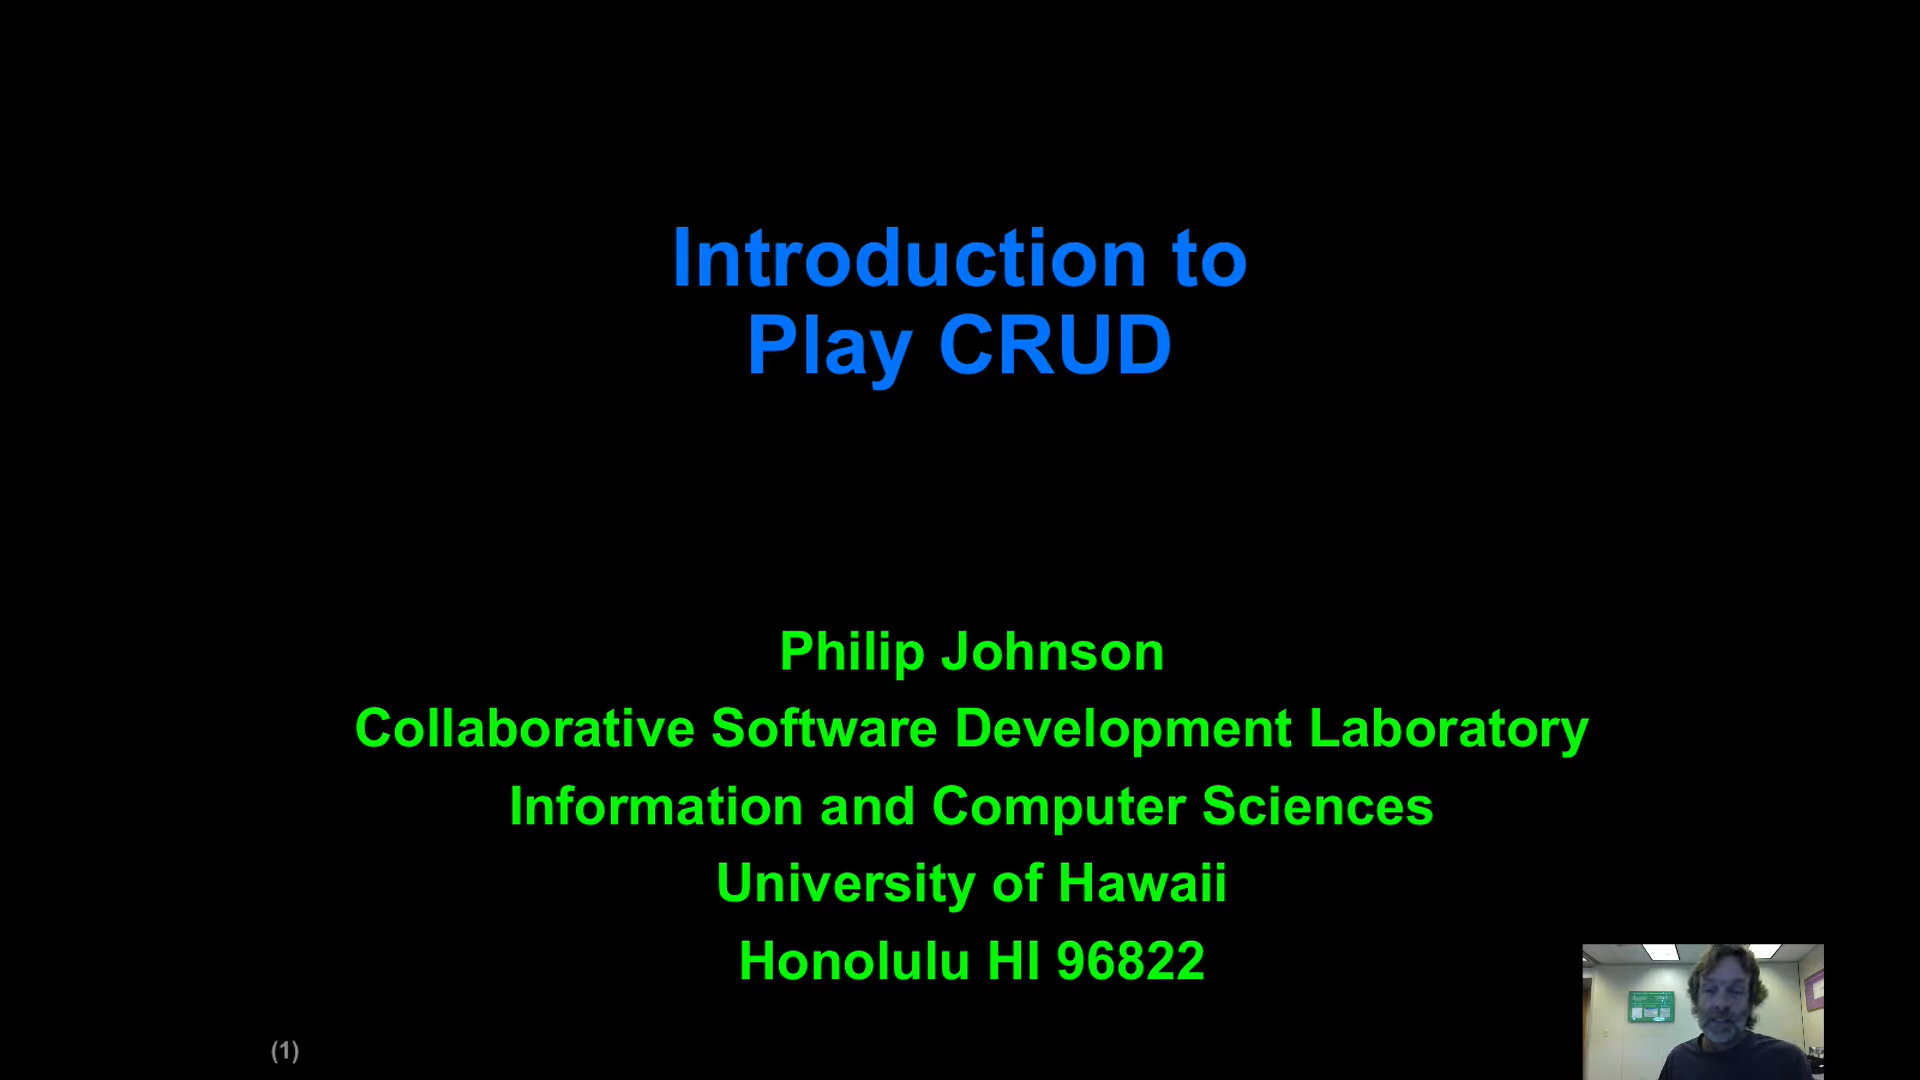 Introduction to
Play CRUD
Philip Johnson
Collaborative Software Development Laboratory
Information and Computer Sciences
University of Hawaii
Honolulu HI 96822
(1)